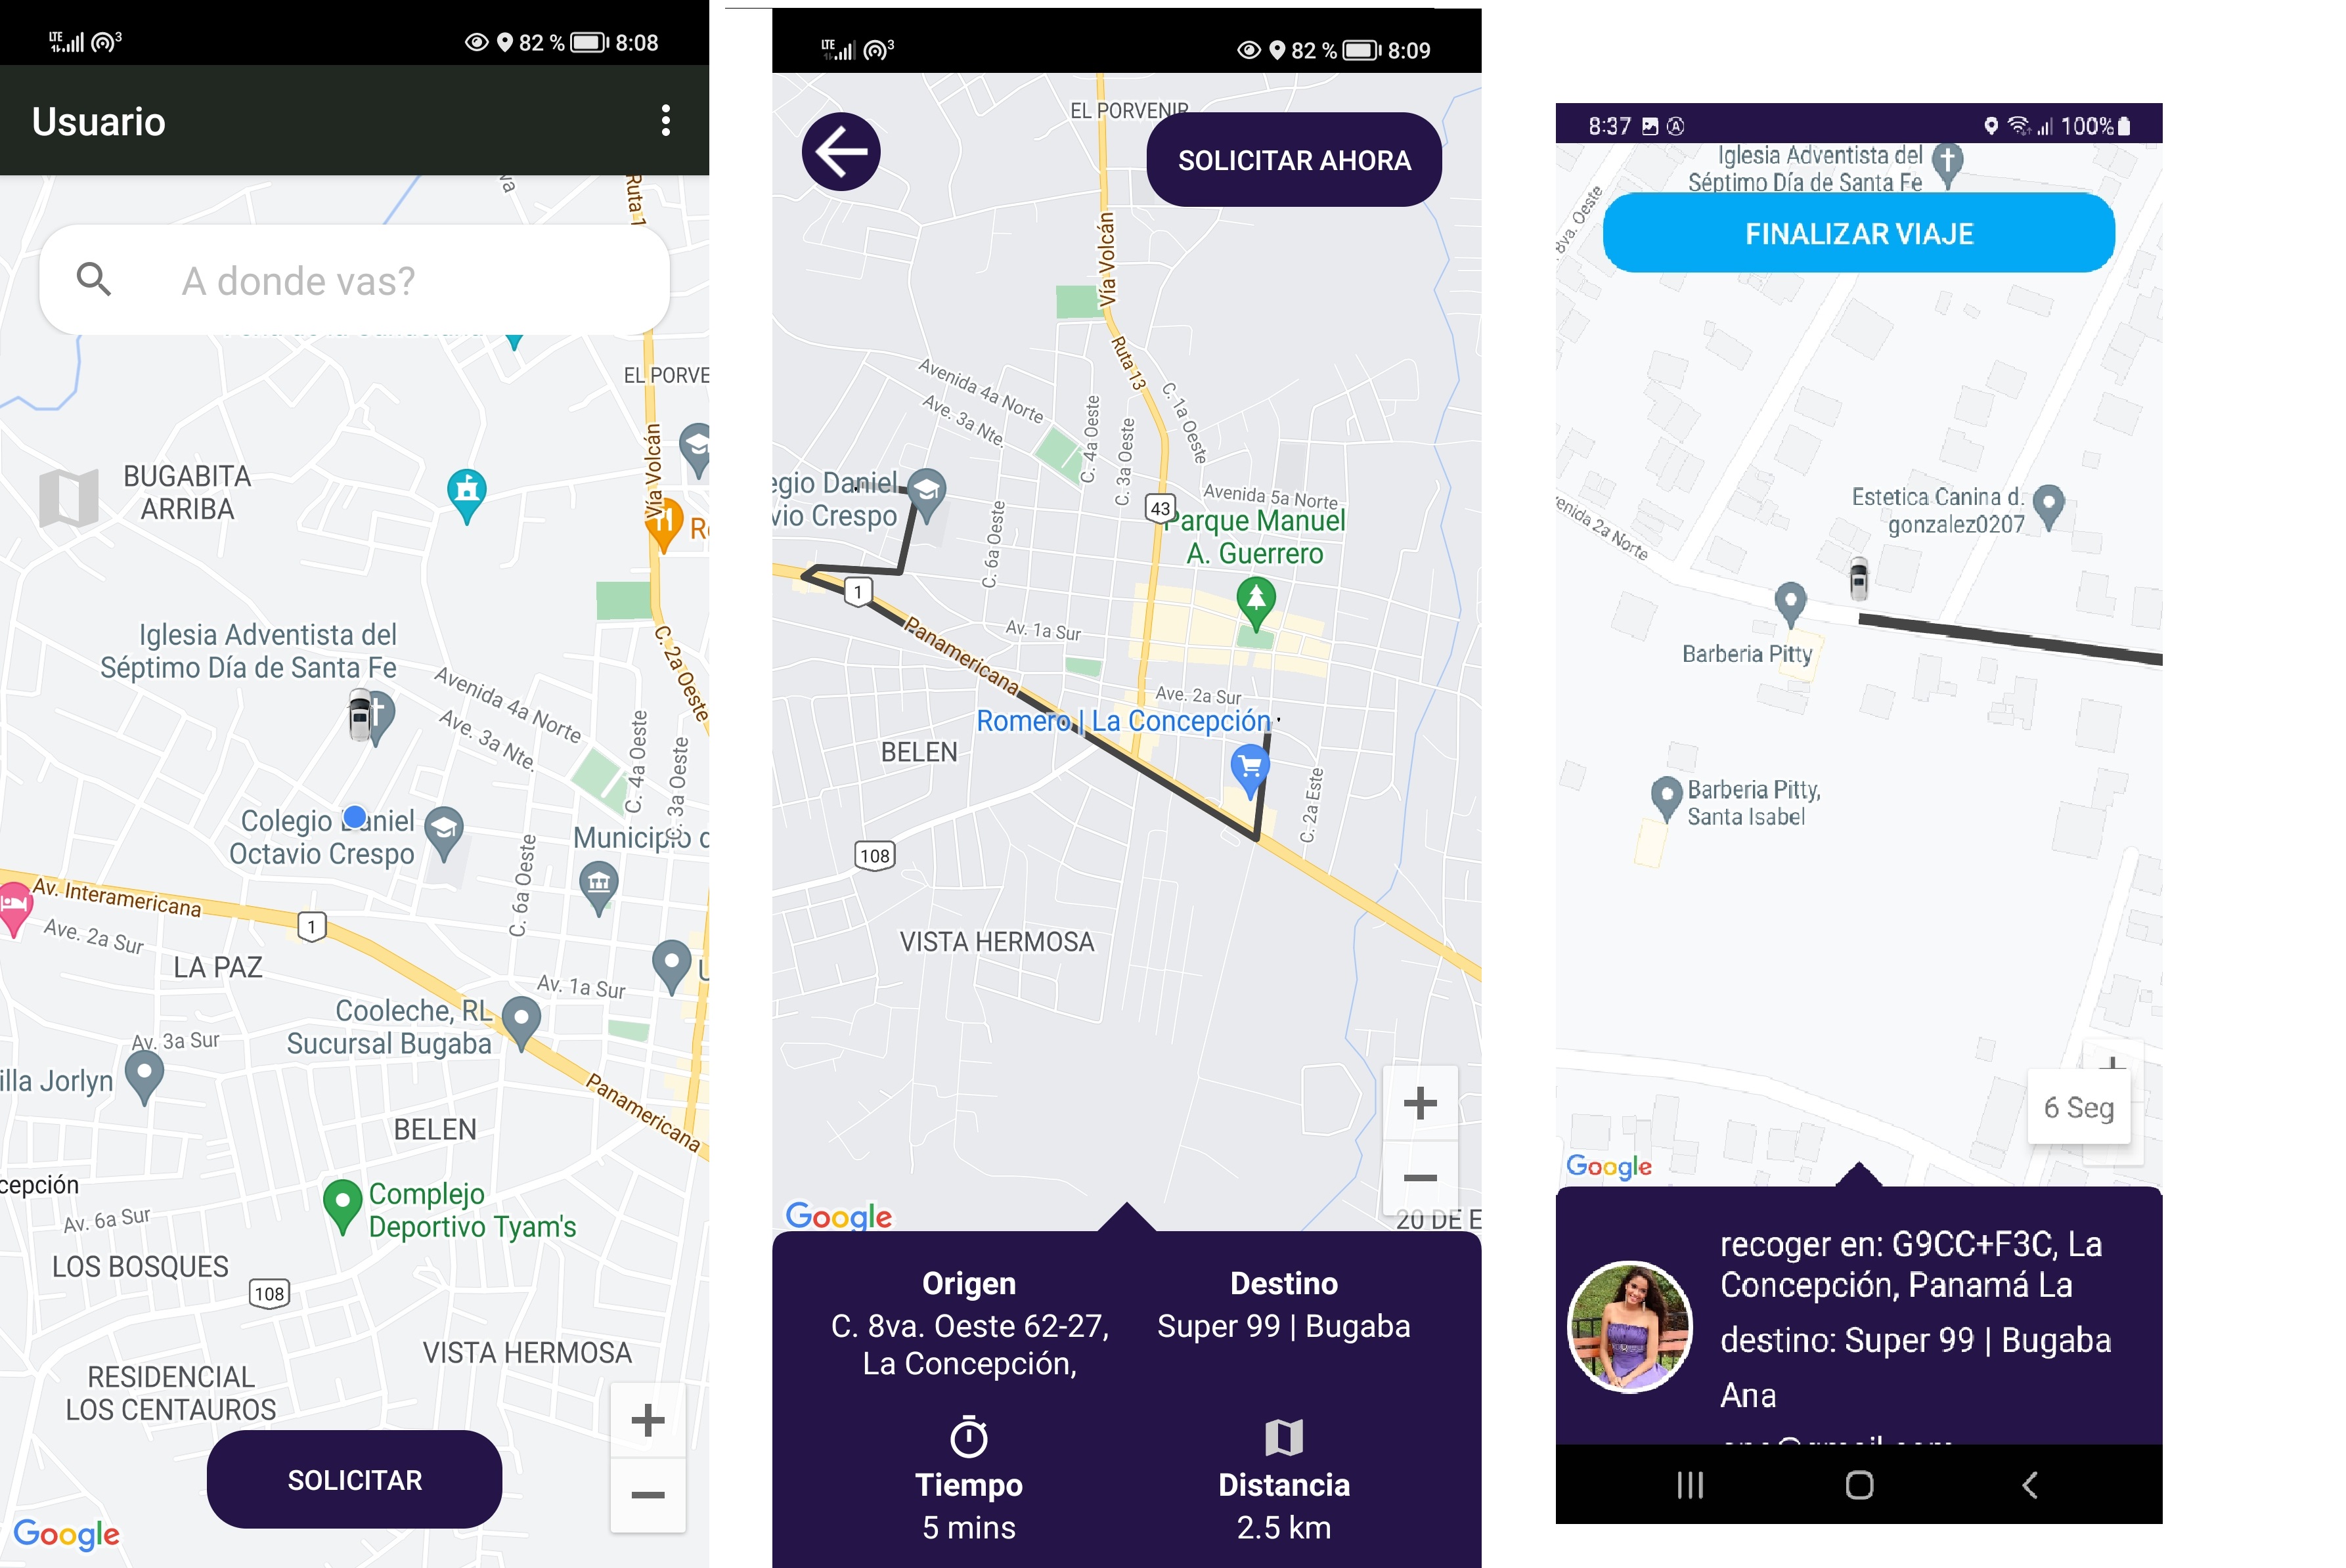 LTE
3
82 %
8:08
Usuario
A donde vas?
Ruta 1
EL PORVE
BUGABITA
ARRIBA
Vía Volcán
Iglesia Adventista del
Séptimo Día de Santa Fe
C. 2a Oeste
Avenida 4a Norte
Ave. 3a Nte.
C. 4a Oeste
C. 3a Oeste
Colegio Daniel
Octavio Crespo
Municipio d
C. 6a Oeste
Av. Interamericana
1
Ave. 2a Sur
LA PAZ
Av. 1a Sur
Cooleche, RL
Sucursal Bugaba
Av. 3a Sur
illa Jorlyn
Panamericana
BELEN
cepción
Complejo
Deportivo Tyam's
Av. 6a Sur
LOS BOSQUES
108
VISTA HERMOSA
RESIDENCIAL
LOS CENTAUROS
SOLICITAR
Google
LTE
3
82 %
8:09
EL PORVENIR
SOLICITAR AHORA
Vía Volcán
Ruta 13
Avenida 4a Norte
Ave. 3a Nte.
C. 1a Oeste
C. 4a Oeste
C. 3a Oeste
egio Daniel
vio Crespo
Avenida 5a Norte
43
Parque Manuel
A. Guerrero
C. 6a Oeste
1
Panamericana
Av. 1a Sur
Ave. 2a Sur
Romero | La Concepción
BELEN
C. 2a Este
108
VISTA HERMOSA
20 DE E
Google
Origen
C. 8va. Oeste 62-27,
La Concepción,
Destino
Super 99 | Bugaba
Tiempo
5 mins
Distancia
2.5 km
8:37
100%
Iglesia Adventista del
Séptimo Día de Santa Fe
8va. Oeste
FINALIZAR VIAJE
Estetica Canina d.
gonzalez0207
venida 2a Norte
Barberia Pitty
Barberia Pitty,
Santa Isabel
6 Seg
Google
recoger en: G9CC+F3C, La
Concepción, Panamá La
destino: Super 99 | Bugaba
Ana